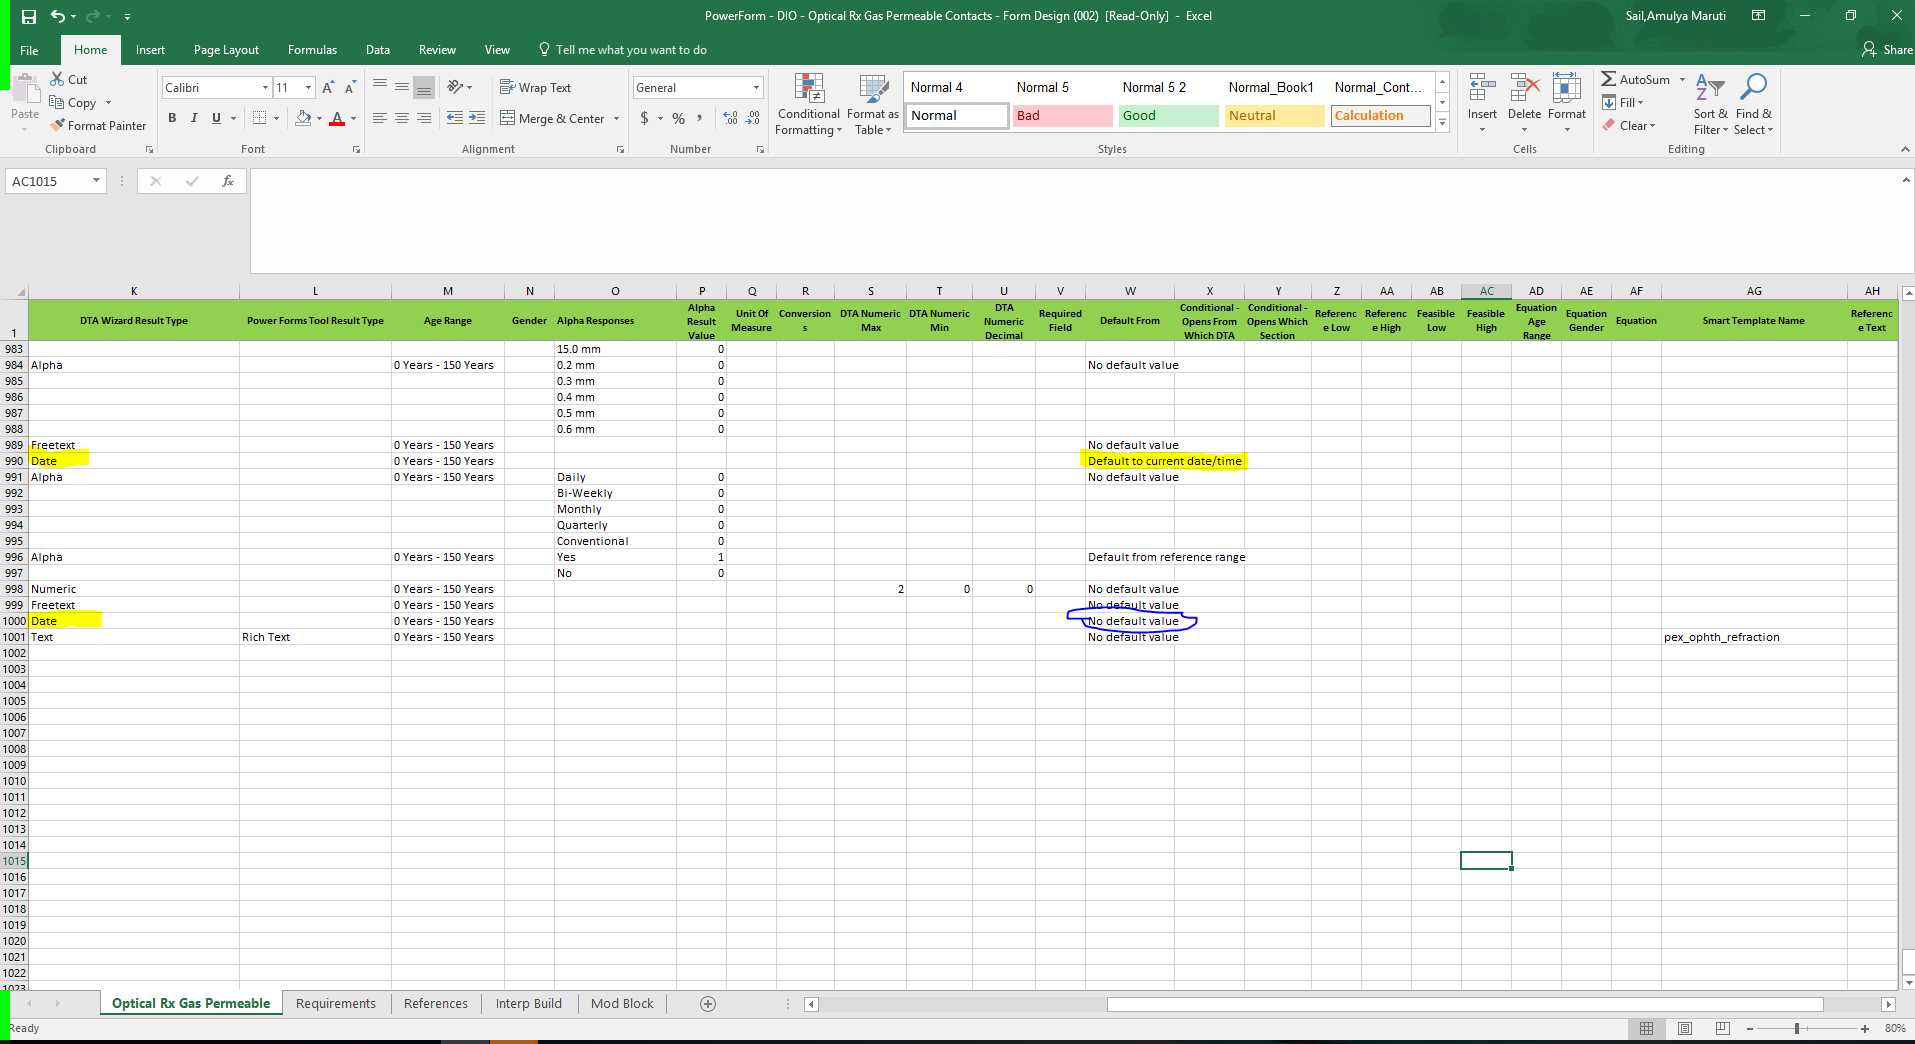 PowerForm - DIO - Optical Rx Gas Permeable Contacts - Form Design (002) [Read-Only] - Excel
Sail,Amulya Maruti
File Home Insert Page Layout Formulas Data Review View Tell me what you want to do Share
Paste
Cut
Copy
Format Painter
Clipboard
Calibri 11
B I U
Font
Wrap Text
Merge & Center
Alignment
General
$ % ,
Number
Conditional Formatting
Format as Table
Normal 4 Normal 5 Normal 5 2 Normal_Book1 Normal_Cont...
Normal Bad Good Neutral Calculation
Styles
Insert Delete Format
Cells
AutoSum
Fill
Clear
Sort & Filter
Find & Select
Editing
AC1015 fx
K L M N O P Q R S T U V W X Y Z AA AB AC AD AE AF AG AH
1 DTA Wizard Result Type Power Forms Tool Result Type Age Range Gender Alpha Responses Alpha Result Value Unit Of Measure Conversions DTA Numeric Max DTA Numeric Min DTA Numeric Decimal Required Field Default From Conditional - Opens From Which DTA Conditional - Opens Which Section Reference Low Reference High Feasible Low Feasible High Equation Age Range Equation Gender Equation Smart Template Name Reference Text
983 15.0 mm 0
984 Alpha 0 Years - 150 Years 0.2 mm 0 No default value
985 0.3 mm 0
986 0.4 mm 0
987 0.5 mm 0
988 0.6 mm 0
989 Freetext 0 Years - 150 Years No default value
990 Date 0 Years - 150 Years Default to current date/time
991 Alpha 0 Years - 150 Years Daily 0 No default value
992 Bi-Weekly 0
993 Monthly 0
994 Quarterly 0
995 Conventional 0
996 Alpha 0 Years - 150 Years Yes 1 Default from reference range
997 No 0
998 Numeric 0 Years - 150 Years 2 0 0 No default value
999 Freetext 0 Years - 150 Years No default value
1000 Date 0 Years - 150 Years No default value
1001 Text Rich Text 0 Years - 150 Years No default value pex_ophth_refraction
1002
1003
1004
1005
1006
1007
1008
1009
1010
1011
1012
1013
1014
1015
1016
1017
1018
1019
1020
1021
1022
1023
Optical Rx Gas Permeable Requirements References Interp Build Mod Block
Ready 80%